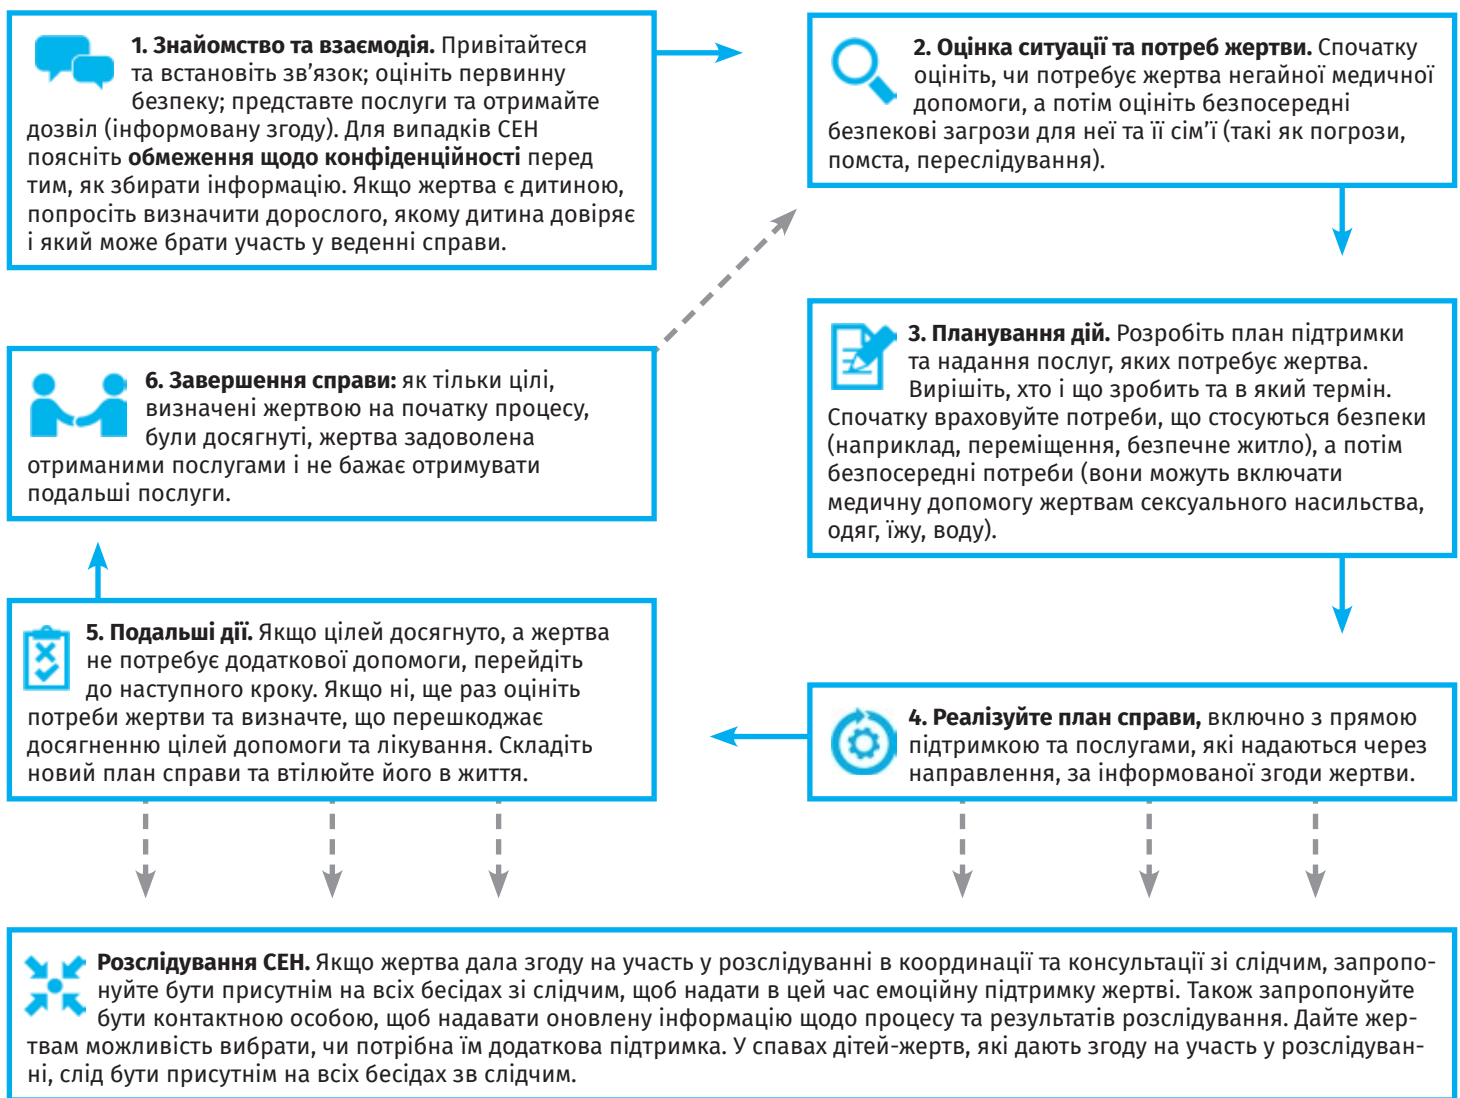 1. Знайомство та взаємодія. Привітайтеся
та встановіть зв'язок; оцініть первинну
безпеку; представте послуги та отримайте
дозвіл (інформовану згоду). Для випадків СЕН
поясніть обмеження щодо конфіденційності перед
тим, як збирати інформацію. Якщо жертва є дитиною,
попросіть визначити дорослого, якому дитина довіряє
і який може брати участь у веденні справи.
2. Оцінка ситуації та потреб жертви. Спочатку
оцініть, чи потребує жертва негайної медичної
допомоги, а потім оцініть безпосередні
безпекові загрози для неї та її сім’ї (такі як погрози,
помста, переслідування).
3. Планування дій. Розробіть план підтримки
та надання послуг, яких потребує жертва.
Вирішіть, хто і що зробить та в який термін.
Спочатку враховуйте потреби, що стосуються безпеки
(наприклад, переміщення, безпечне житло), а потім
безпосередні потреби (вони можуть включати
медичну допомогу жертвам сексуального насильства,
одяг, їжу, воду).
4. Реалізуйте план справи, включно з прямою
підтримкою та послугами, які надаються через
направлення, за інформованої згоди жертви.
5. Подальші дії. Якщо цілей досягнуто, а жертва
не потребує додаткової допомоги, перейдіть
до наступного кроку. Якщо ні, ще раз оцініть
потреби жертви та визначте, що перешкоджає
досягненню цілей допомоги та лікування. Складіть
новий план справи та втілюйте його в життя.
6. Завершення справи: як тільки цілі,
визначені жертвою на початку процесу,
були досягнуті, жертва задоволена
отриманими послугами і не бажає отримувати
подальші послуги.
Розслідування СЕН. Якщо жертва дала згоду на участь у розслідуванні в координації та консультації зі слідчим, запропо-
нуйте бути присутнім на всіх бесідах зі слідчим, щоб надати в цей час емоційну підтримку жертві. Також запропонуйте
бути контактною особою, щоб надавати оновлену інформацію щодо процесу та результатів розслідування. Дайте жер-
твам можливість вибрати, чи потрібна їм додаткова підтримка. У спавах дітей-жертв, які дають згоду на участь у розслідуван-
ні, слід бути присутнім на всіх бесідах зв слідчим.